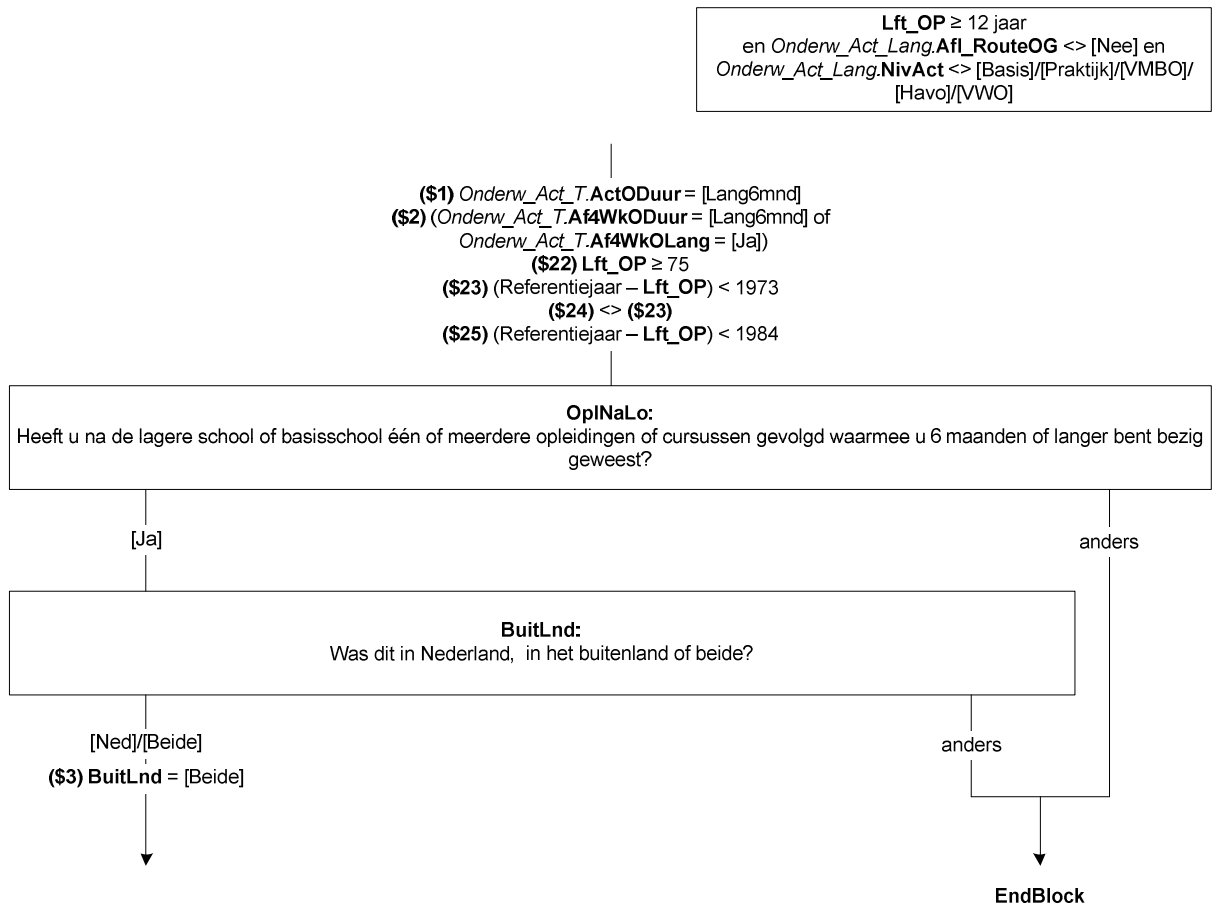 Lft_OP ≥ 12 jaar
en Onderw_Act_Lang.Afl_RouteOG <> [Nee] en
Onderw_Act_Lang.NivAct <> [Basis]/[Praktijk]/[VMBO]/
[Havo]/[VWO]
($1) Onderw_Act_T.ActODuur = [Lang6mnd]
($2) (Onderw_Act_T.Af4WkODuur = [Lang6mnd] of
Onderw_Act_T.Af4WkOLang = [Ja])
($22) Lft_OP ≥ 75
($23) (Referentiejaar – Lft_OP) < 1973
($24) <> ($23)
($25) (Referentiejaar – Lft_OP) < 1984
OplNaLo:
Heeft u na de lagere school of basisschool één of meerdere opleidingen of cursussen gevolgd waarmee u 6 maanden of langer bent bezig
geweest?
[Ja]
anders
BuitLnd:
Was dit in Nederland, in het buitenland of beide?
[Ned]/[Beide]
anders
($3) BuitLnd = [Beide]
EndBlock